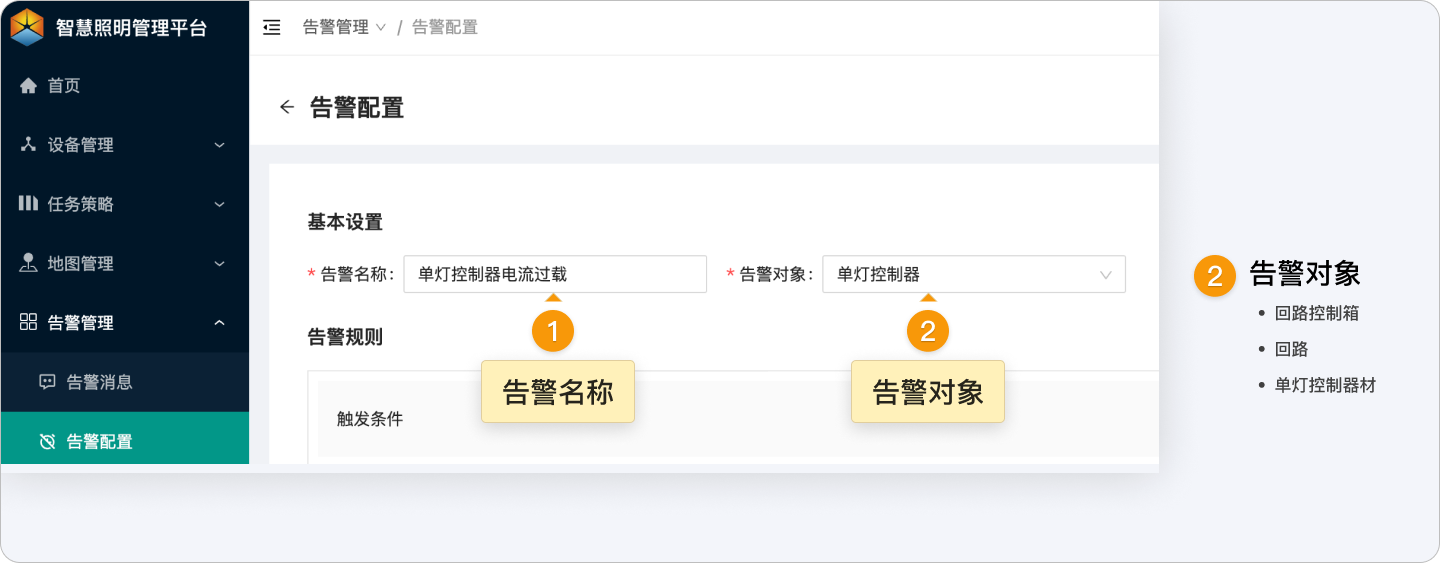 智慧照明管理平台
告警管理 / 告警配置
首页
告警配置
设备管理
任务策略
基本设置
地图管理
* 告警名称: 单灯控制器电流过载
* 告警对象: 单灯控制器
告警管理
1
2
告警规则
告警名称
告警对象
告警消息
触发条件
告警配置
2 告警对象
• 回路控制箱
• 回路
• 单灯控制器材